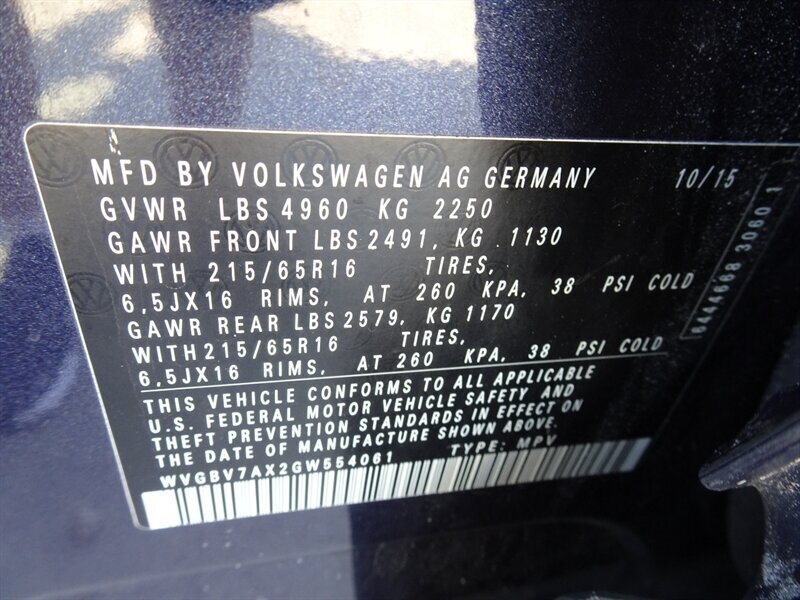 MFD BY VOLKSWAGEN AG GERMANY 10/15
GVWR LBS 4960 KG 2250
GAWR FRONT LBS 2491, KG 1130
WITH 215/65R16 TIRES,
6,5JX16 RIMS, AT 260 KPA, 38 PSI COLD
GAWR REAR LBS 2579, KG 1170
WITH 215/65R16 TIRES,
6,5JX16 RIMS, AT 260 KPA, 38 PSI COLD
THIS VEHICLE CONFORMS TO ALL APPLICABLE
U.S. FEDERAL MOTOR VEHICLE SAFETY AND
THEFT PREVENTION STANDARDS IN EFFECT ON
THE DATE OF MANUFACTURE SHOWN ABOVE.
WVGBV7AX2GW554061 TYPE: MPV
3060 1